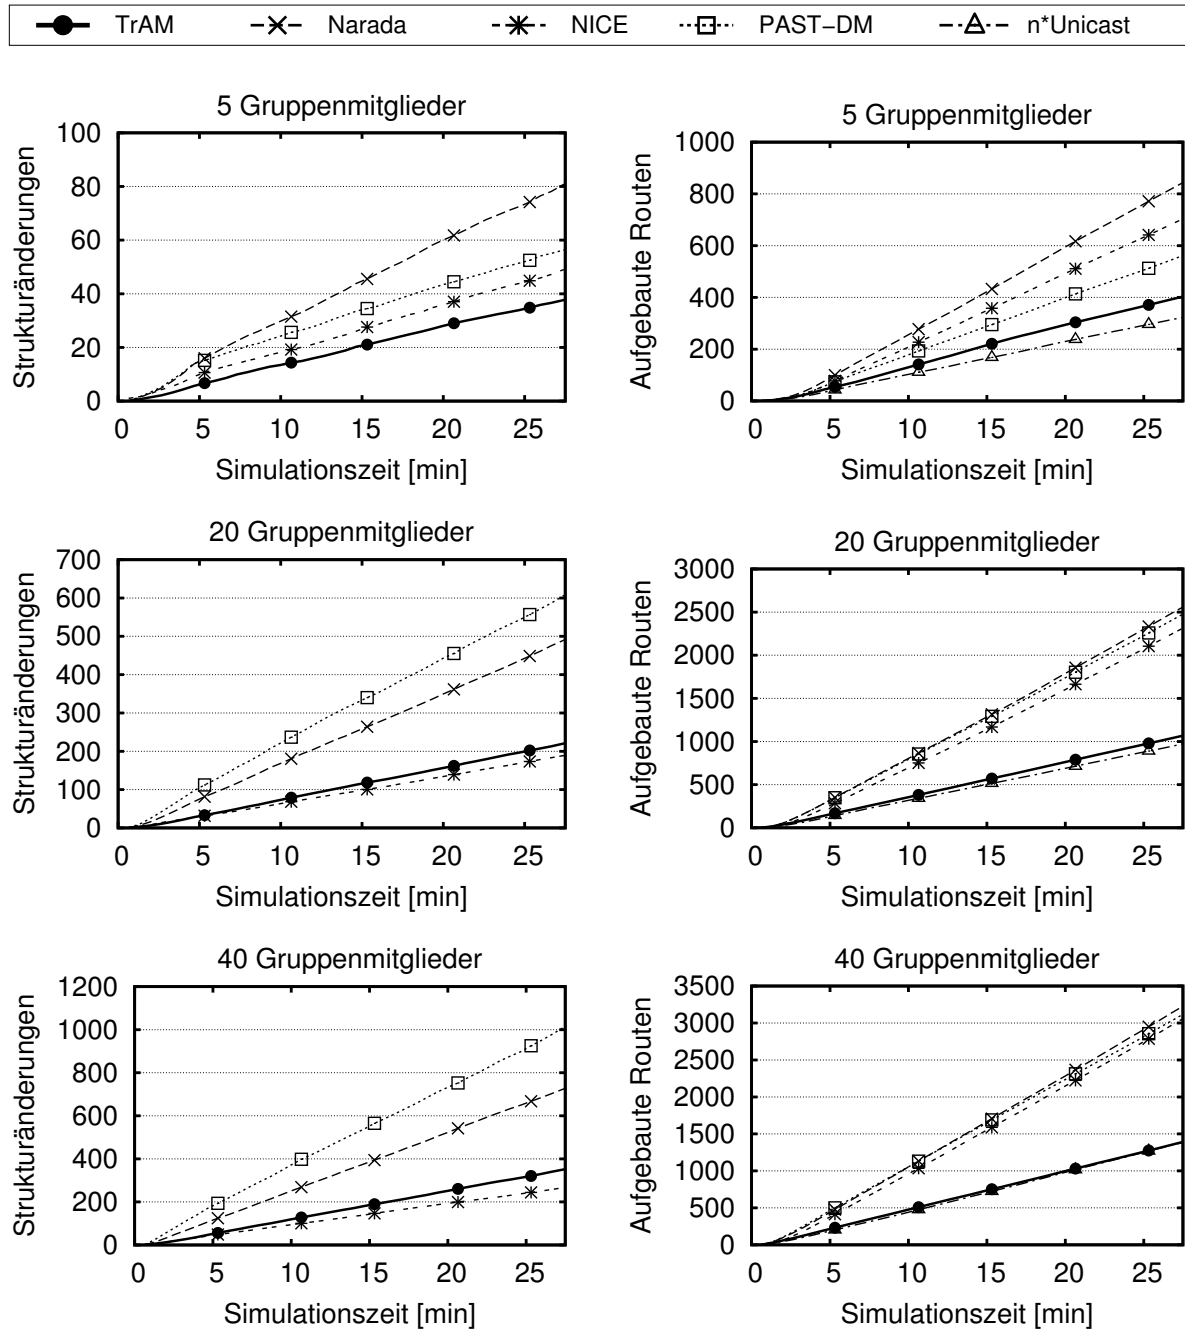 TrAM Narada NICE PAST−DM n*Unicast
5 Gruppenmitglieder
Strukturänderungen
100
80
60
40
20
0
0 5 10 15 20 25
Simulationszeit [min]
5 Gruppenmitglieder
Aufgebaute Routen
1000
800
600
400
200
0
0 5 10 15 20 25
Simulationszeit [min]
20 Gruppenmitglieder
Strukturänderungen
700
600
500
400
300
200
100
0
0 5 10 15 20 25
Simulationszeit [min]
20 Gruppenmitglieder
Aufgebaute Routen
3000
2500
2000
1500
1000
500
0
0 5 10 15 20 25
Simulationszeit [min]
40 Gruppenmitglieder
Strukturänderungen
1200
1000
800
600
400
200
0
0 5 10 15 20 25
Simulationszeit [min]
40 Gruppenmitglieder
Aufgebaute Routen
3500
3000
2500
2000
1500
1000
500
0
0 5 10 15 20 25
Simulationszeit [min]